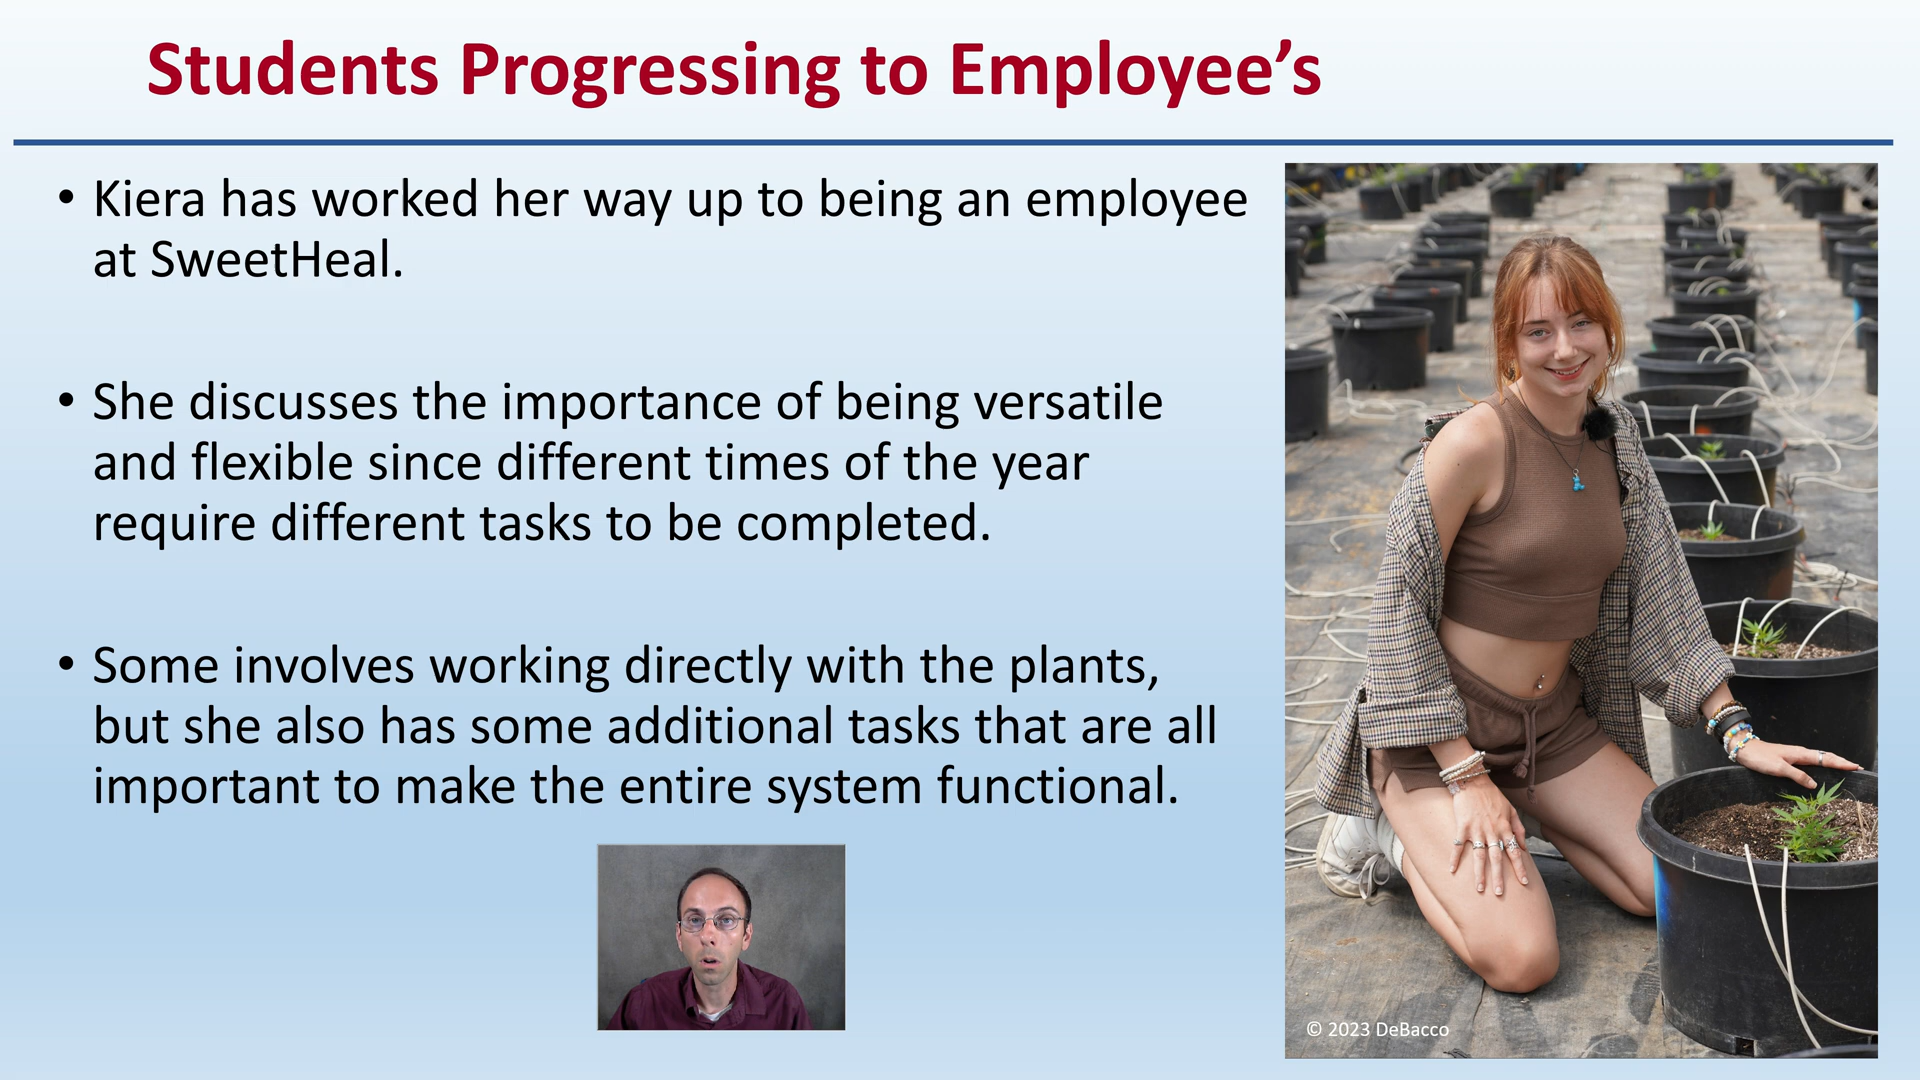 Students Progressing to Employee’s
• Kiera has worked her way up to being an employee
at SweetHeal.
• She discusses the importance of being versatile
and flexible since different times of the year
require different tasks to be completed.
• Some involves working directly with the plants,
but she also has some additional tasks that are all
important to make the entire system functional.
© 2023 DeBacco